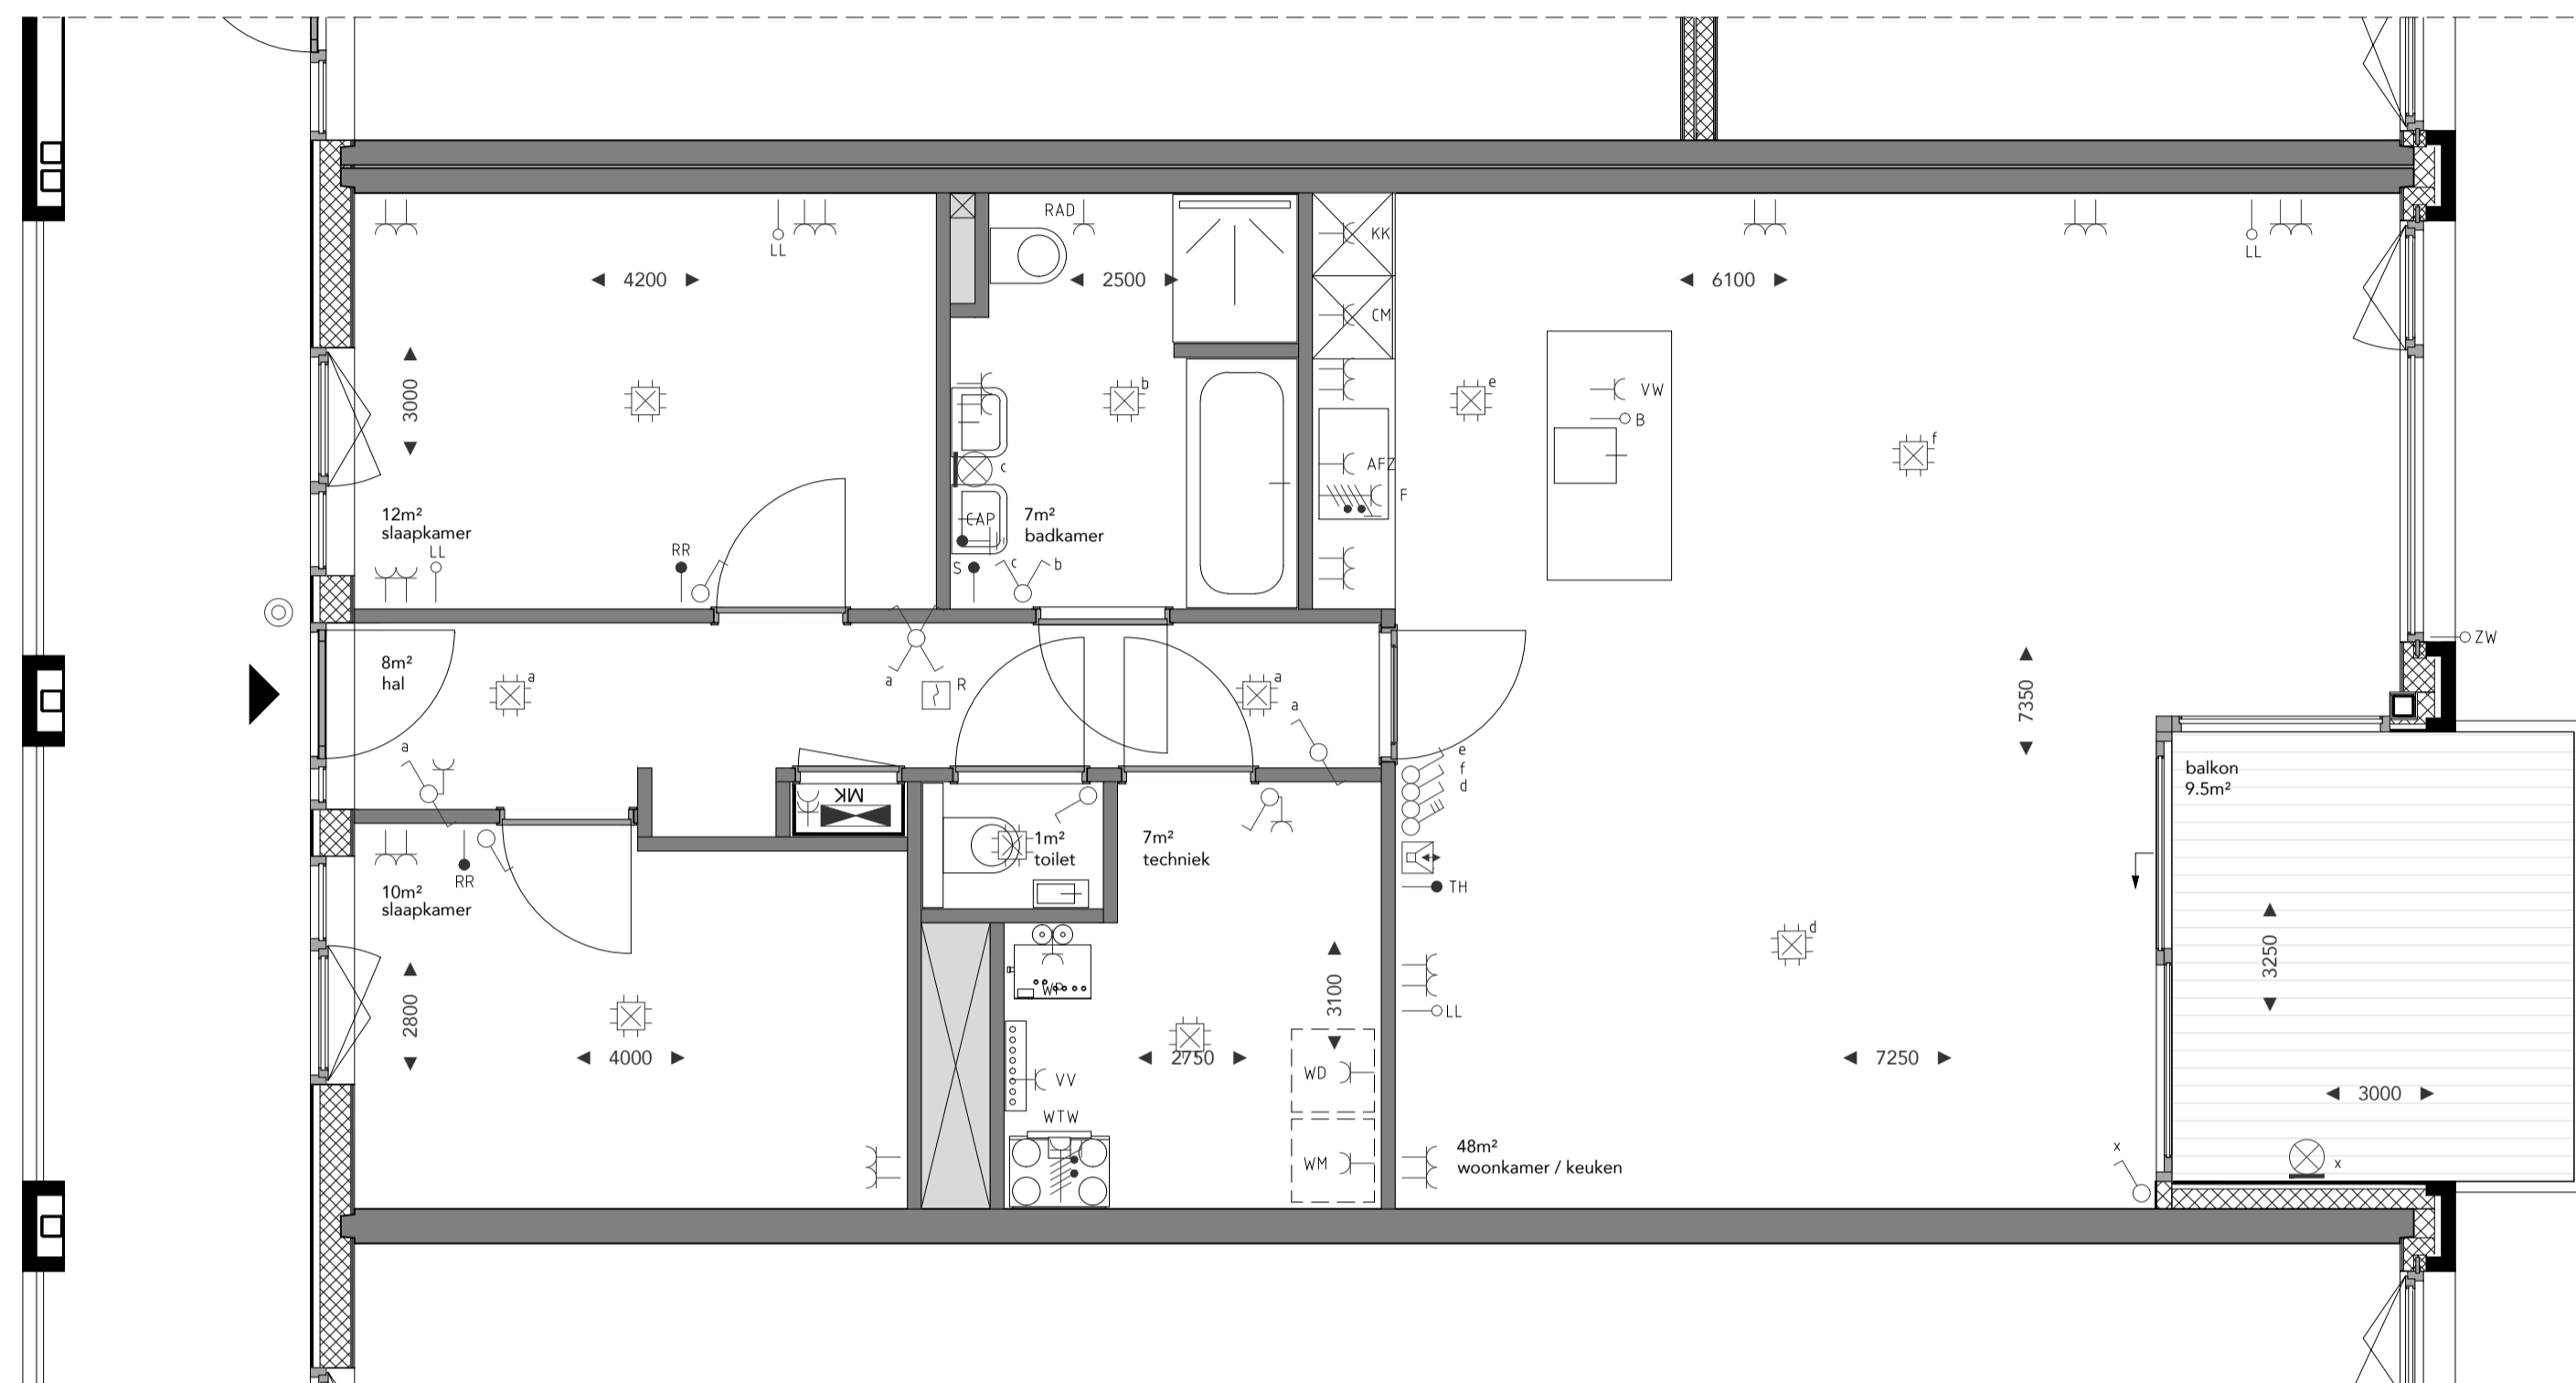 RAD
LL
KK
LL
4200
2500
6100
CM
3000
b
e
VW
B
f
AFZ
c
F
12m²
slaapkamer
CAP
7m²
badkamer
LL
RR
S
c
b
ZW
8m²
hal
a
a
R
a
a
7350
a
e
f
d
MK
balkon
9.5m²
1m²
toilet
7m²
techniek
TH
RR
10m²
slaapkamer
d
3250
WP
3100
LL
2800
4000
2750
7250
WD
VV
3000
WTW
48m²
woonkamer / keuken
WM
x
x